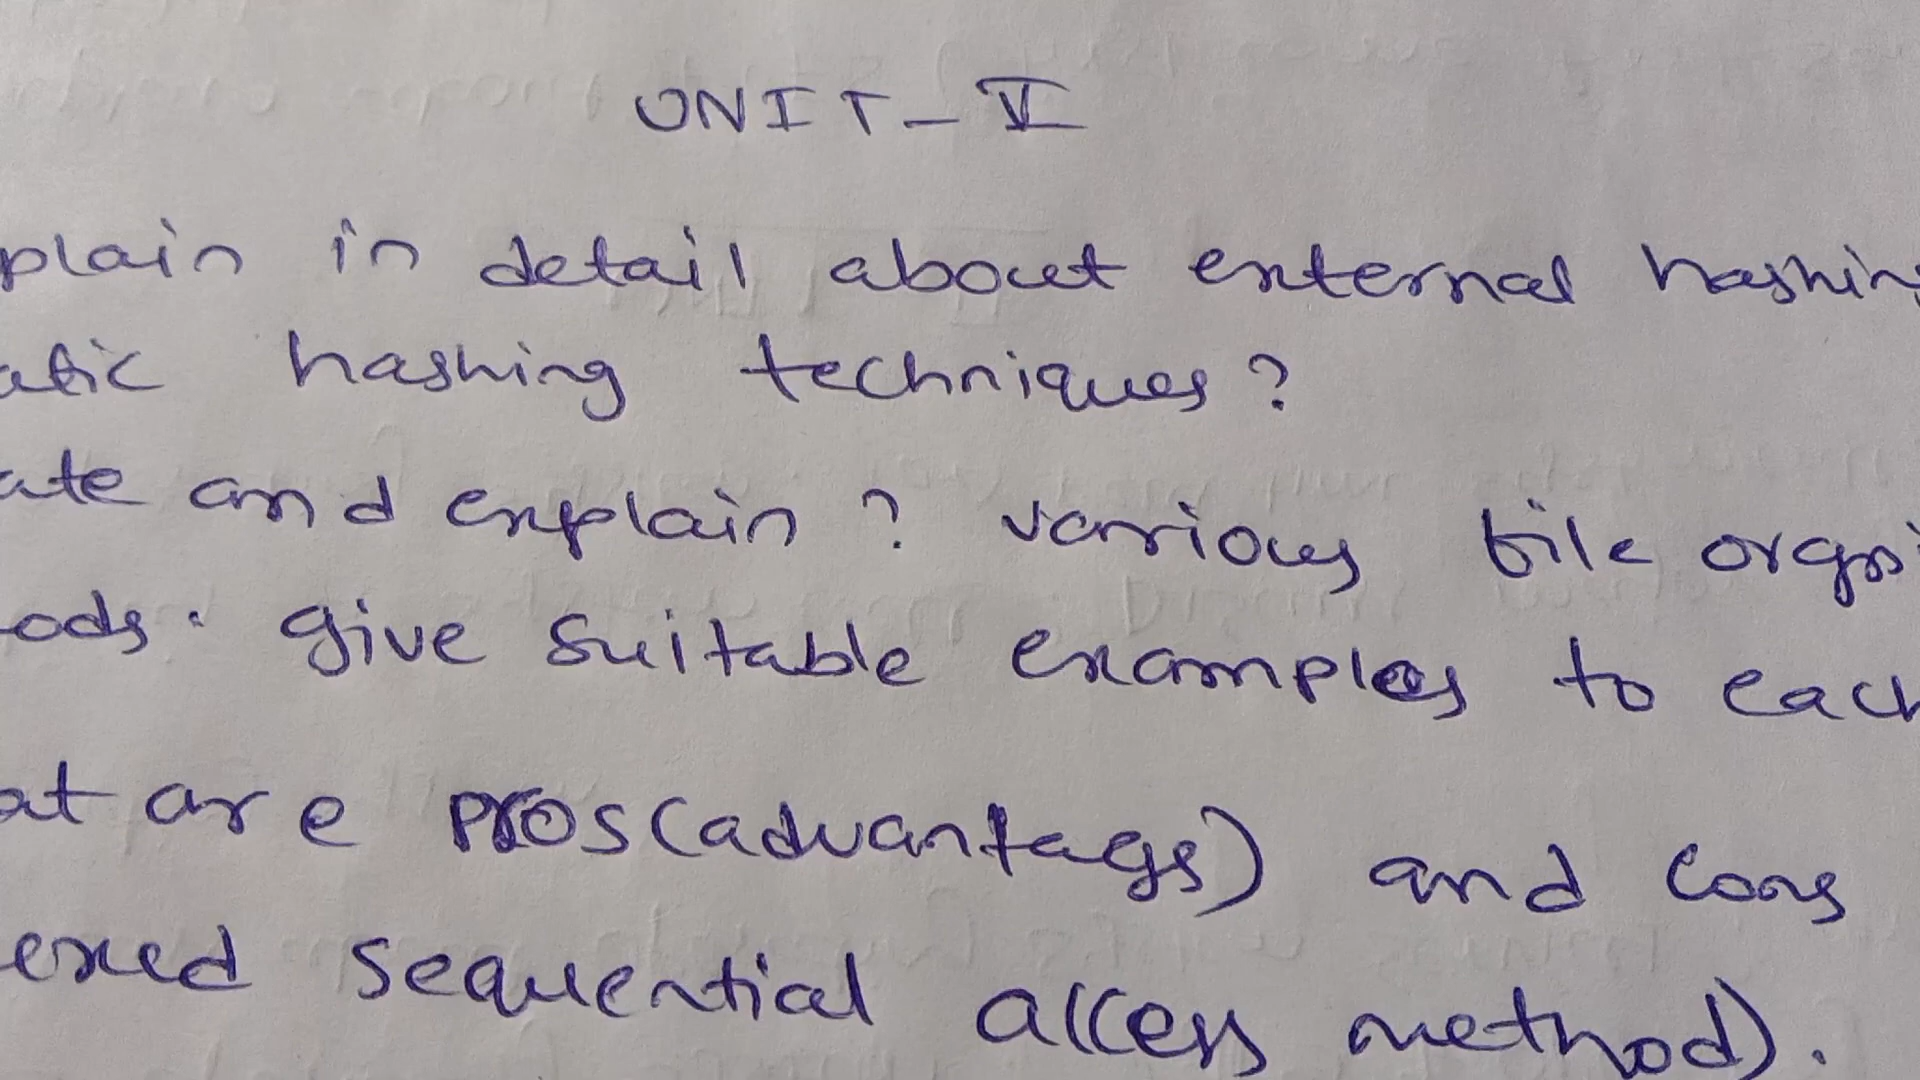 UNIT-V
plain in detail about external hashing
atic hashing techniques?
ate and explain? various file organi
ods. give suitable examples to each
at are pros(advantags) and cons
exed sequential access method).